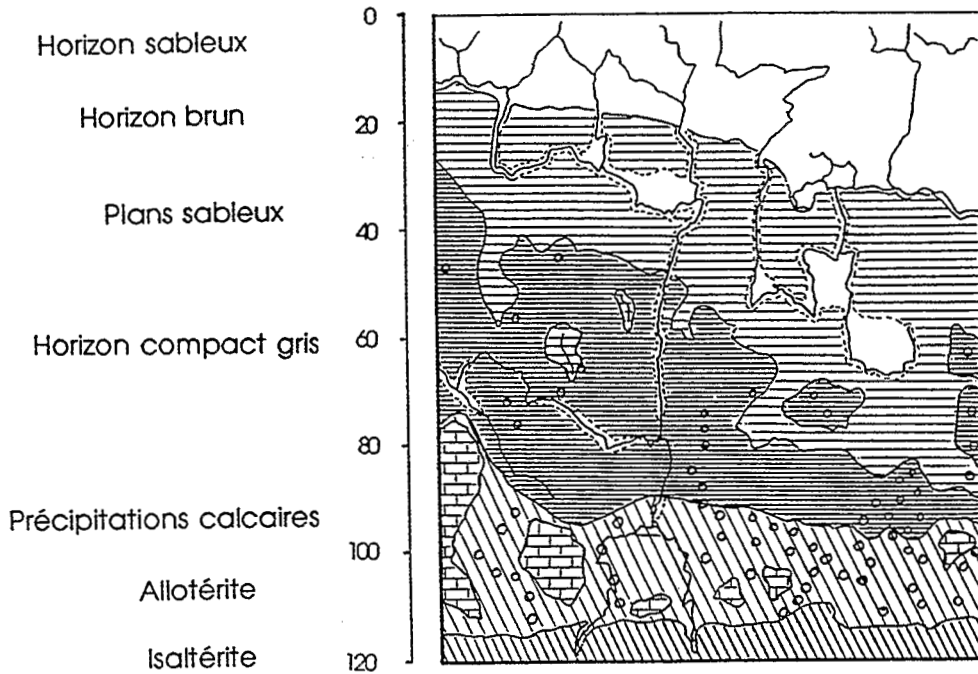 0
Horizon sableux
Horizon brun
20
Plans sableux
40
Horizon compact gris
60
80
Précipitations calcaires
100
Allotérite
Isaltérite
120